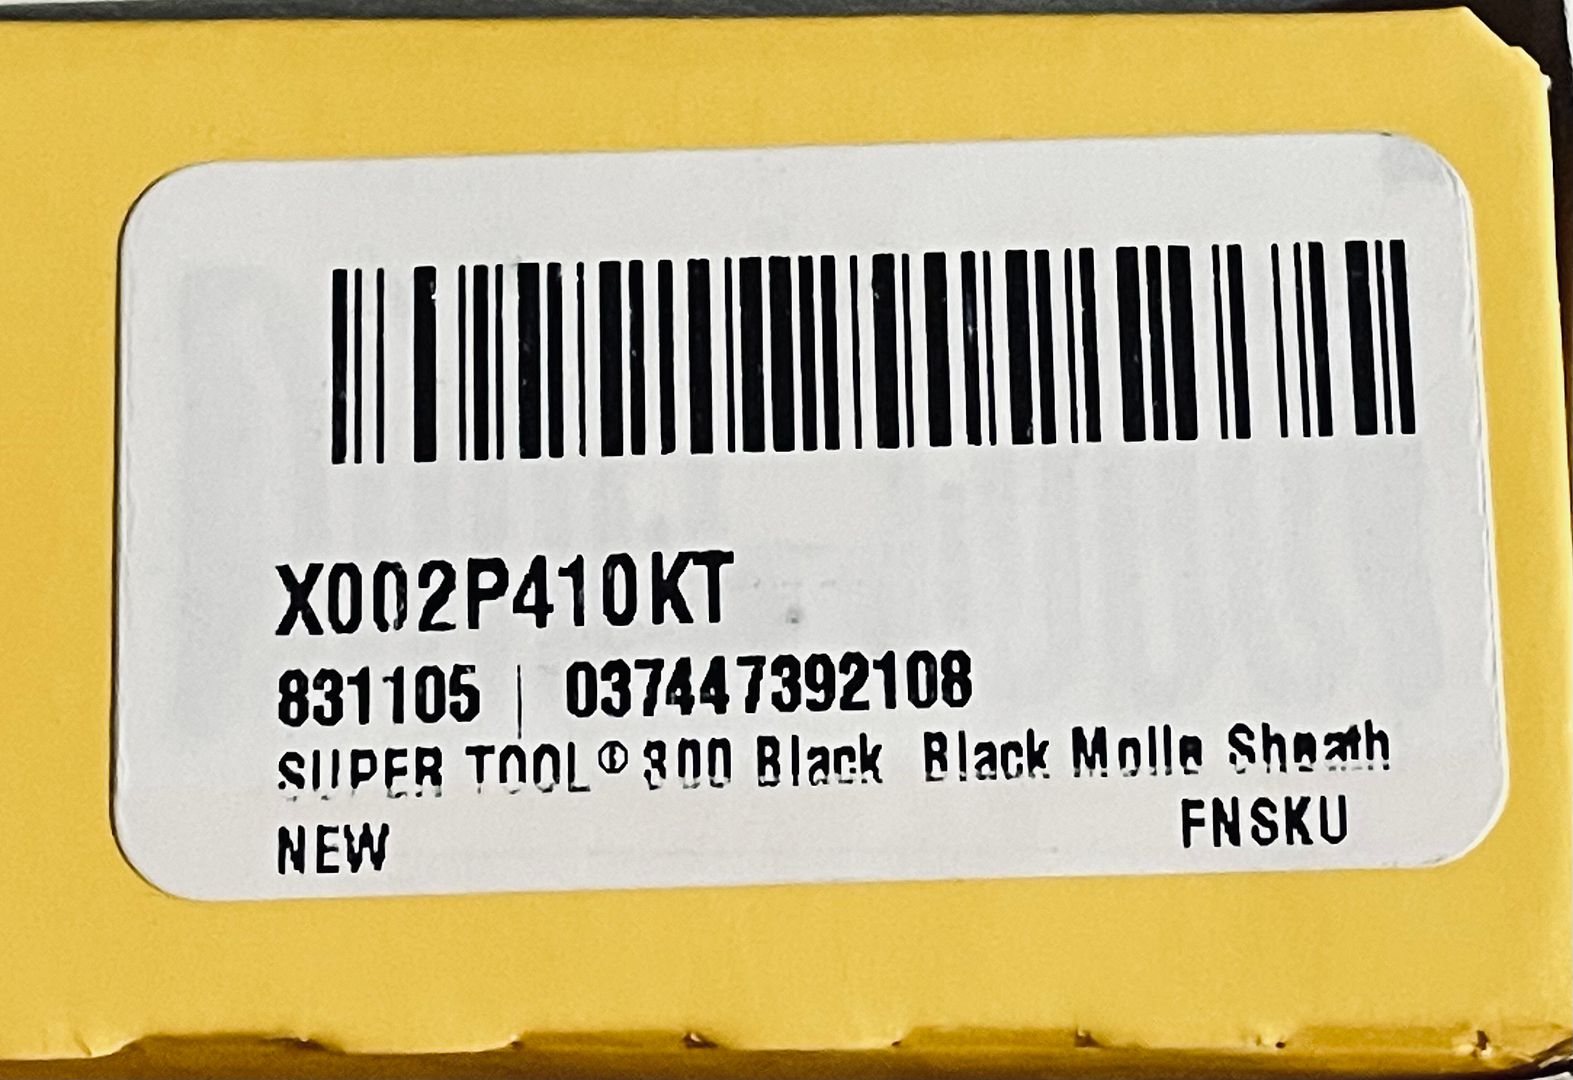 X002P410KT
831105 | 037447392108
SUPER TOOL® 300 Black Black Molle Sheath
NEW FNSKU